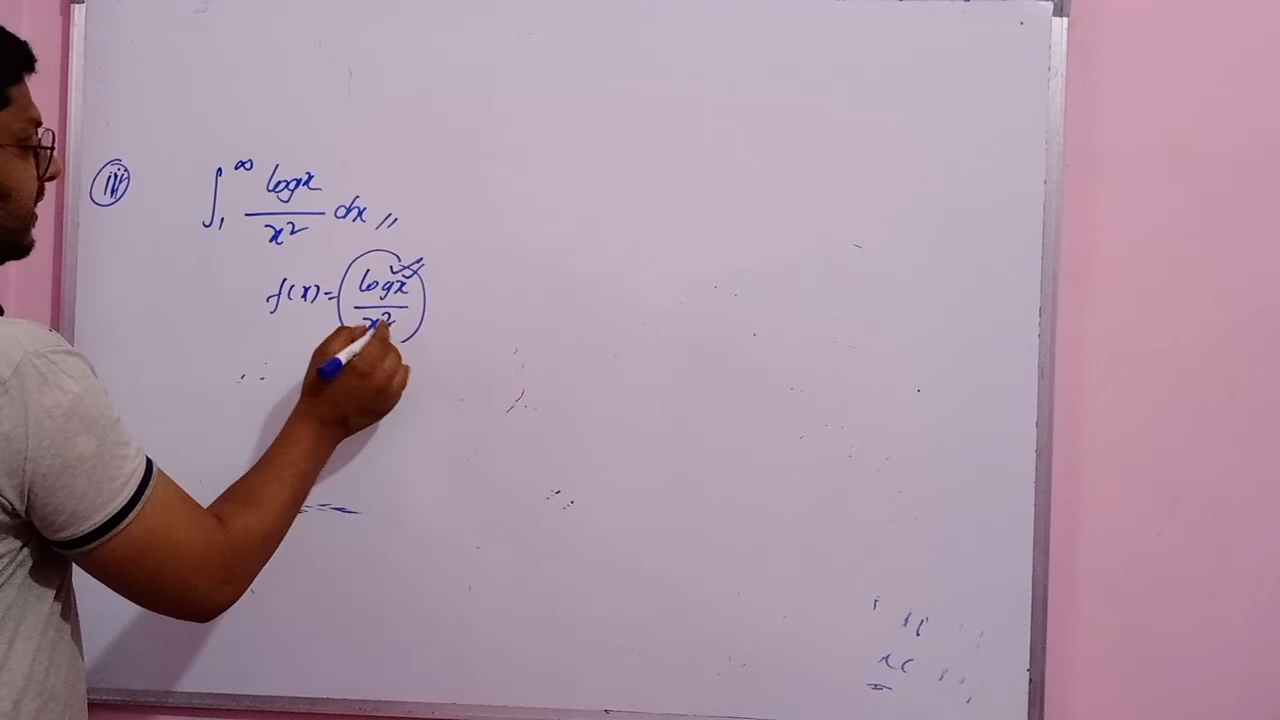 (iii) ∫₁^∞ logx/x² dx,,
f(x) = (logx/x²)